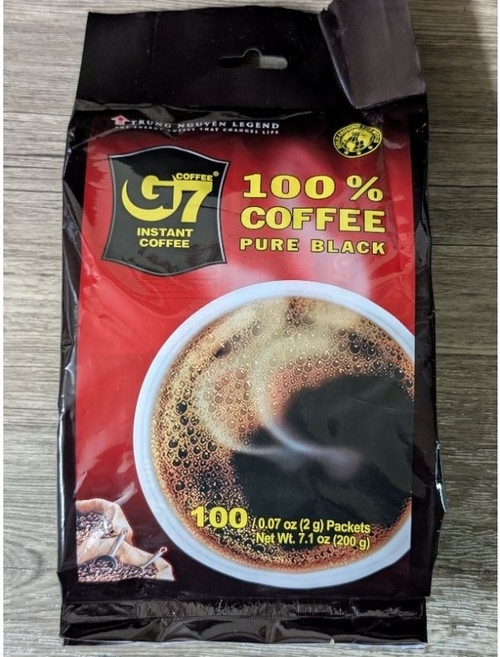 TRUNG NGUYÊN LEGEND
THE ENERGY COFFEE THAT CHANGES LIFE
G7
COFFEE®
INSTANT
COFFEE
100%
COFFEE
PURE BLACK
100 / 0.07 oz (2 g) Packets
Net Wt. 7.1 oz (200 g)